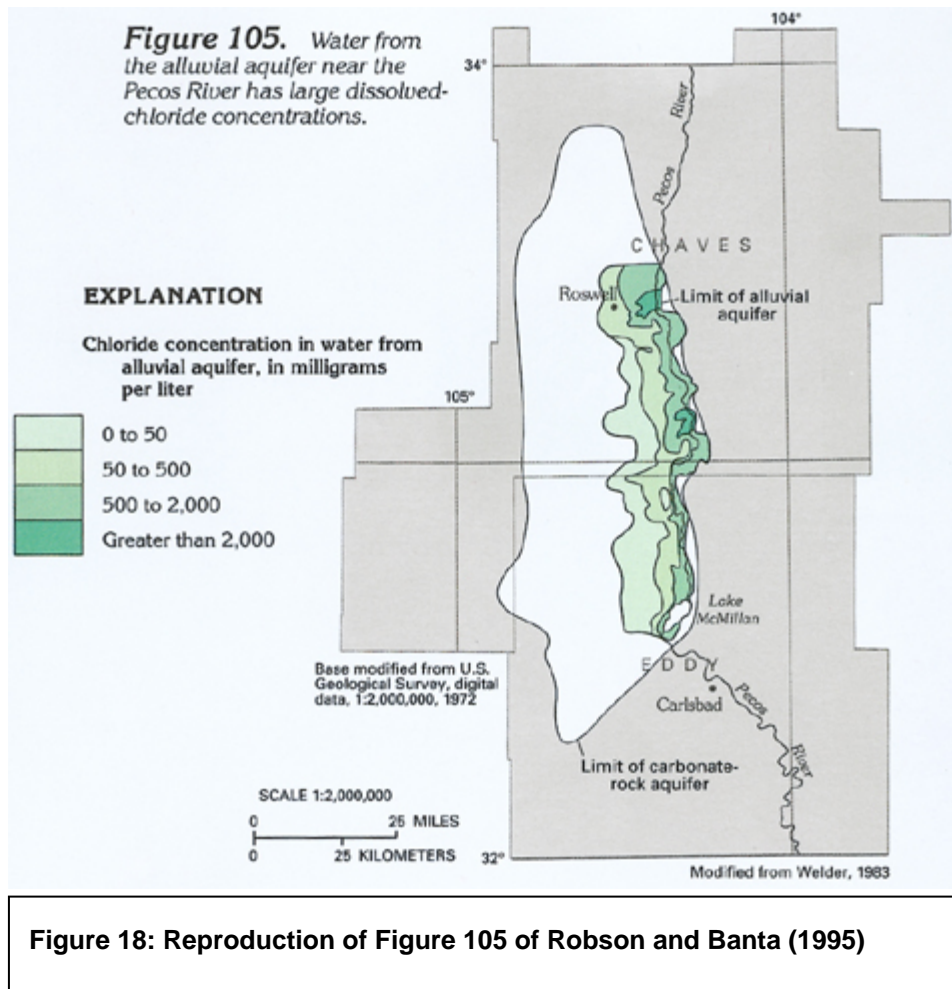 Figure 105. Water from
the alluvial aquifer near the
Pecos River has large dissolved-
chloride concentrations.
104°
34°
Pecos River
CHAVES
Roswell
Limit of alluvial
aquifer
EXPLANATION
Chloride concentration in water from
alluvial aquifer, in milligrams
per liter
0 to 50
50 to 500
500 to 2,000
Greater than 2,000
105°
Lake
McMillan
EDDY
Carlsbad
Pecos River
Base modified from U.S.
Geological Survey, digital
data, 1:2,000,000, 1972
Limit of carbonate-
rock aquifer
SCALE 1:2,000,000
0 25 MILES
0 25 KILOMETERS
32°
Modified from Welder, 1983
Figure 18: Reproduction of Figure 105 of Robson and Banta (1995)